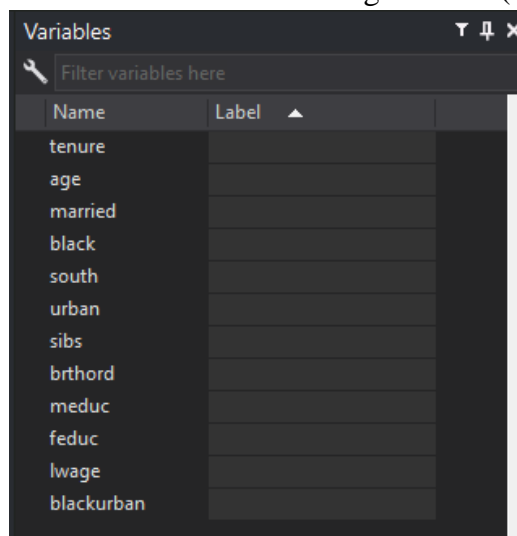 Variables
Filter variables here
Name Label
tenure
age
married
black
south
urban
sibs
brthord
meduc
feduc
lwage
blackurban